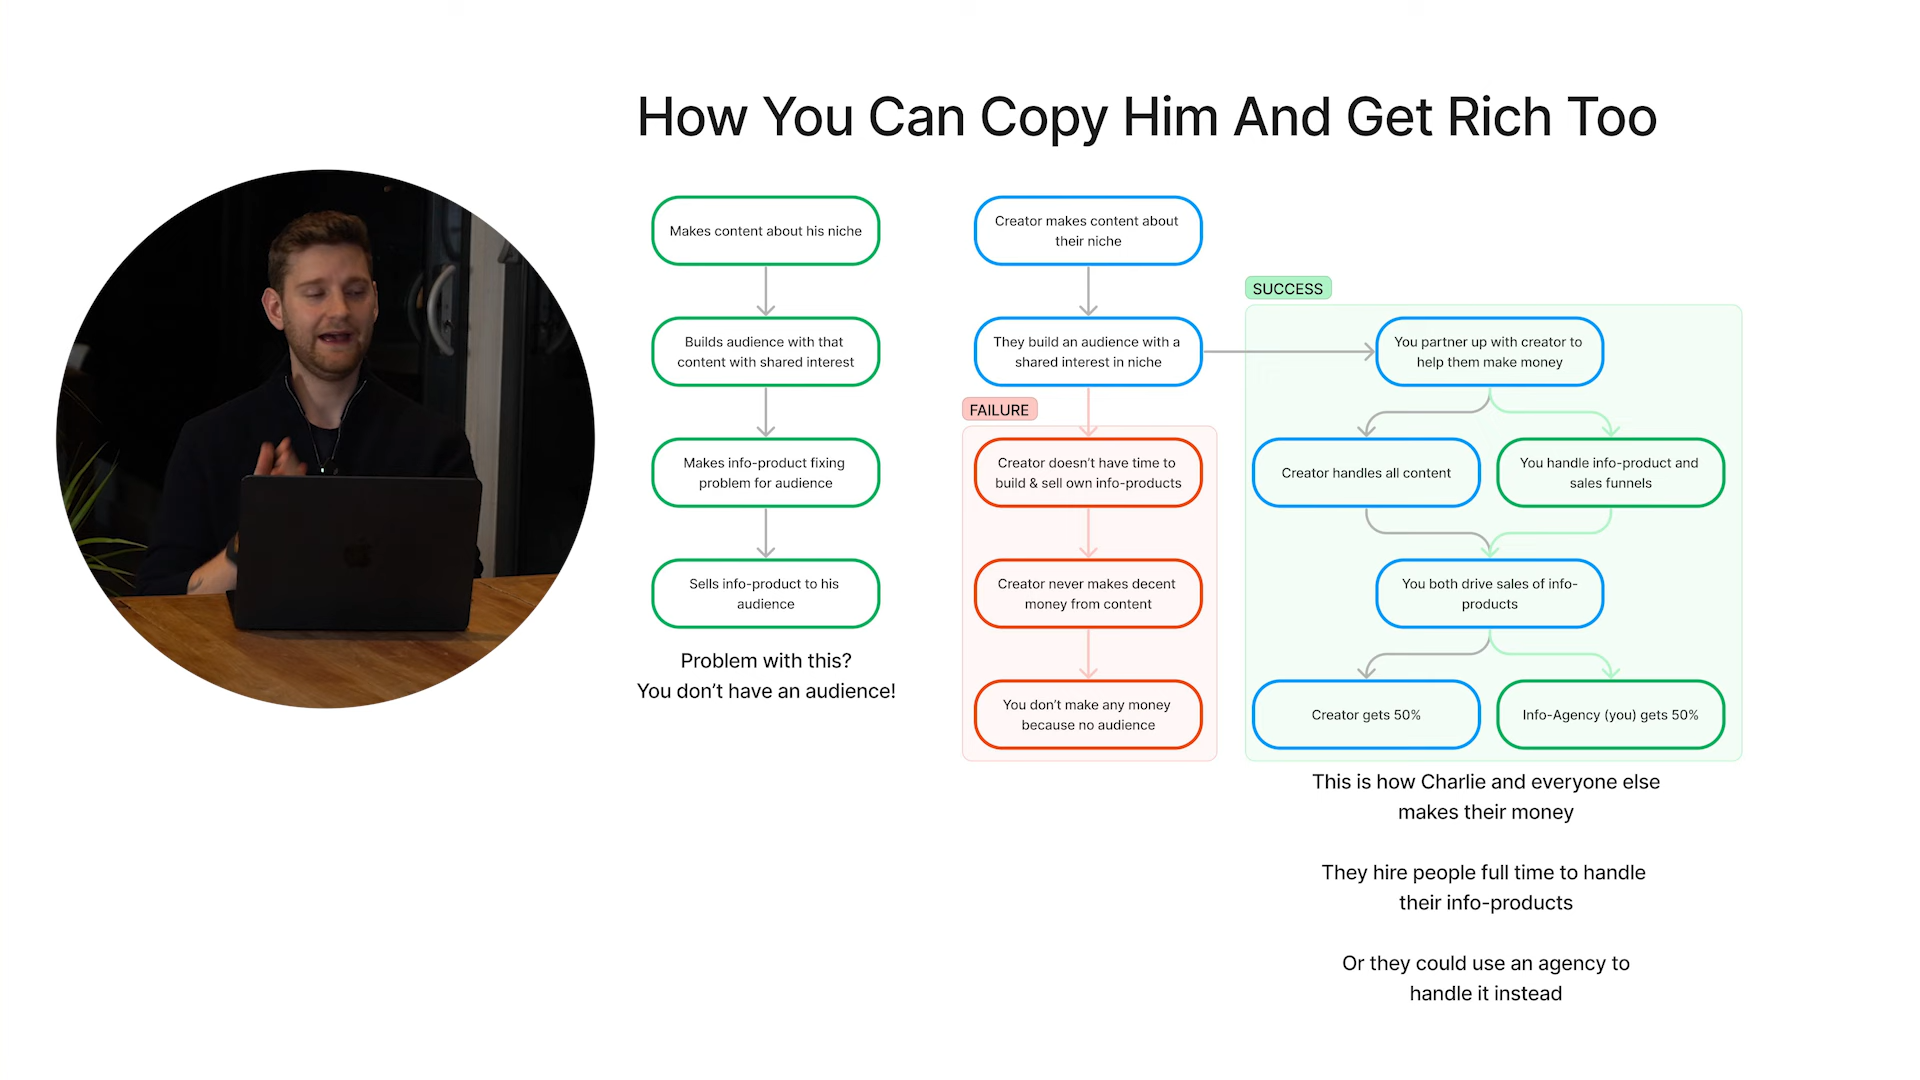 How You Can Copy Him And Get Rich Too
Makes content about his niche
Builds audience with that
content with shared interest
Makes info-product fixing
problem for audience
Sells info-product to his
audience
Problem with this?
You don’t have an audience!
Creator makes content about
their niche
They build an audience with a
shared interest in niche
FAILURE
Creator doesn’t have time to
build & sell own info-products
Creator never makes decent
money from content
You don’t make any money
because no audience
SUCCESS
You partner up with creator to
help them make money
Creator handles all content
You handle info-product and
sales funnels
You both drive sales of info-
products
Creator gets 50%
Info-Agency (you) gets 50%
This is how Charlie and everyone else
makes their money
They hire people full time to handle
their info-products
Or they could use an agency to
handle it instead